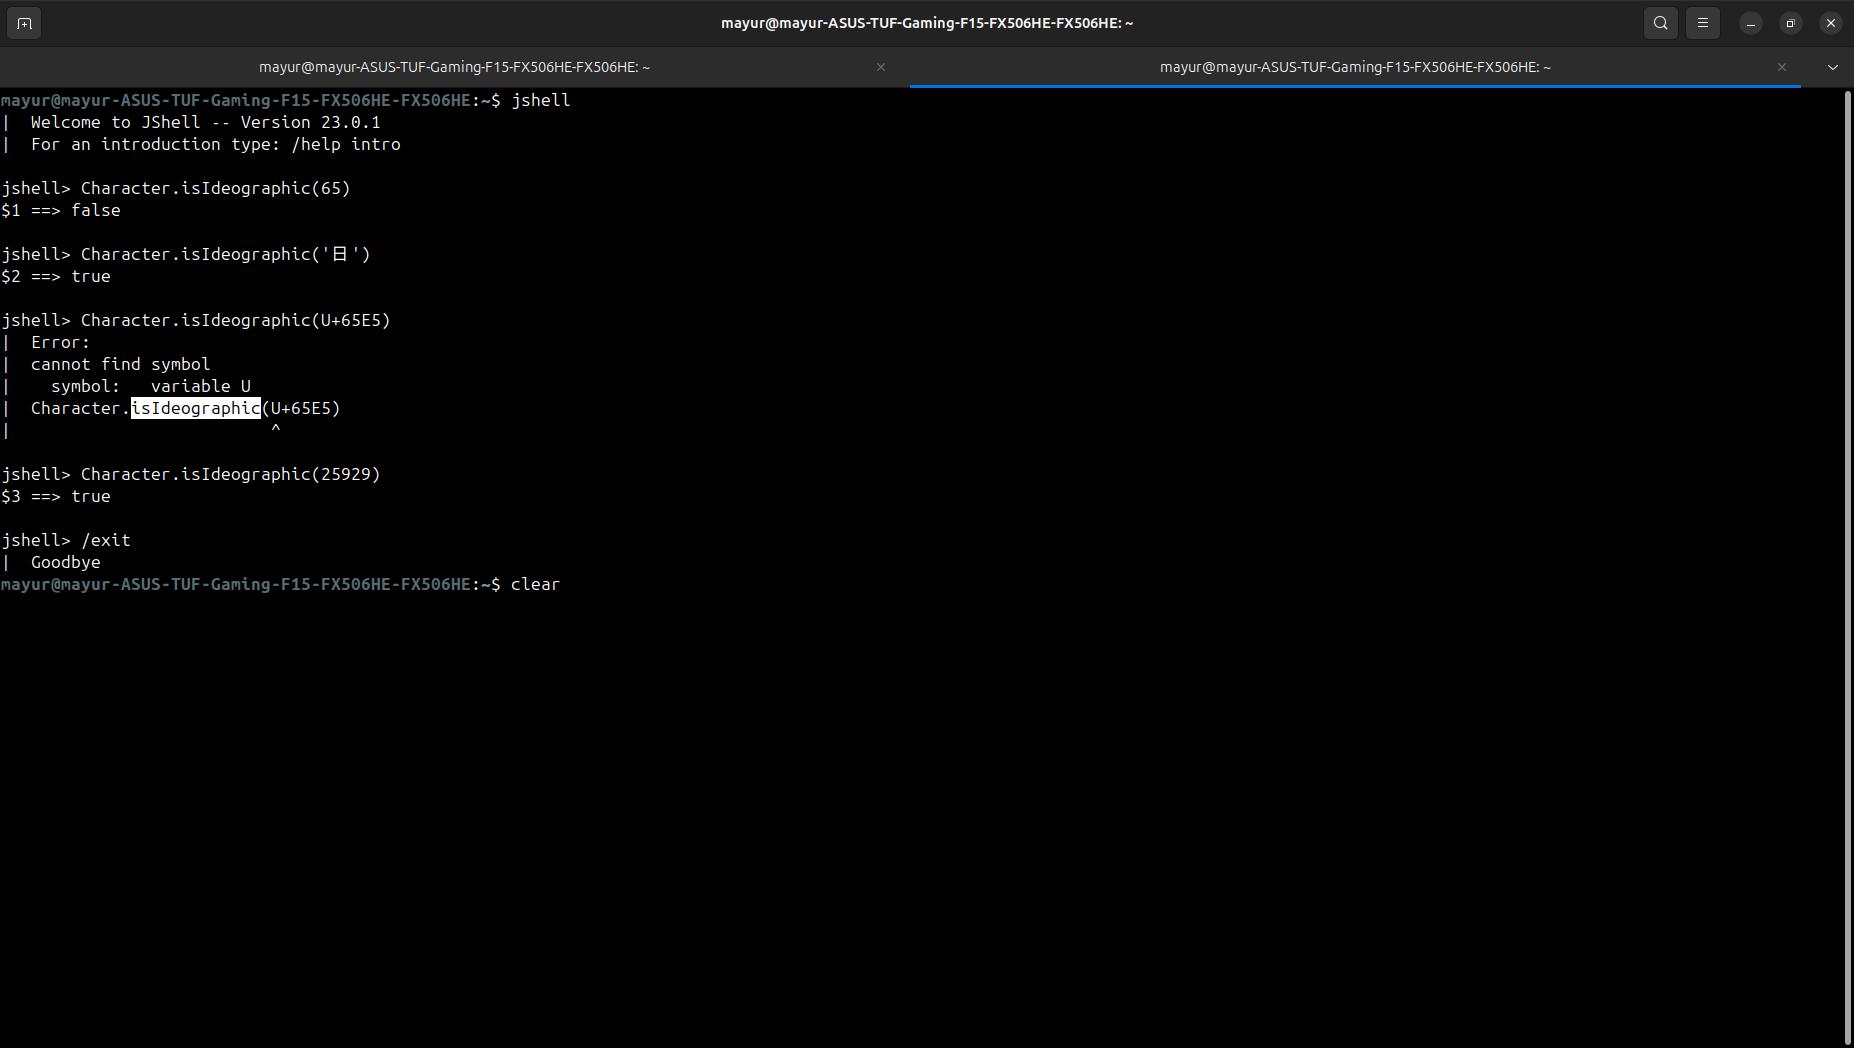 mayur@mayur-ASUS-TUF-Gaming-F15-FX506HE-FX506HE: ~
mayur@mayur-ASUS-TUF-Gaming-F15-FX506HE-FX506HE: ~
mayur@mayur-ASUS-TUF-Gaming-F15-FX506HE-FX506HE: ~
mayur@mayur-ASUS-TUF-Gaming-F15-FX506HE-FX506HE:~$ jshell
|  Welcome to JShell -- Version 23.0.1
|  For an introduction type: /help intro
jshell> Character.isIdeographic(65)
$1 ==> false
jshell> Character.isIdeographic('日')
$2 ==> true
jshell> Character.isIdeographic(U+65E5)
|  Error:
|  cannot find symbol
|    symbol:   variable U
|  Character.isIdeographic(U+65E5)
|                          ^
jshell> Character.isIdeographic(25929)
$3 ==> true
jshell> /exit
|  Goodbye
mayur@mayur-ASUS-TUF-Gaming-F15-FX506HE-FX506HE:~$ clear